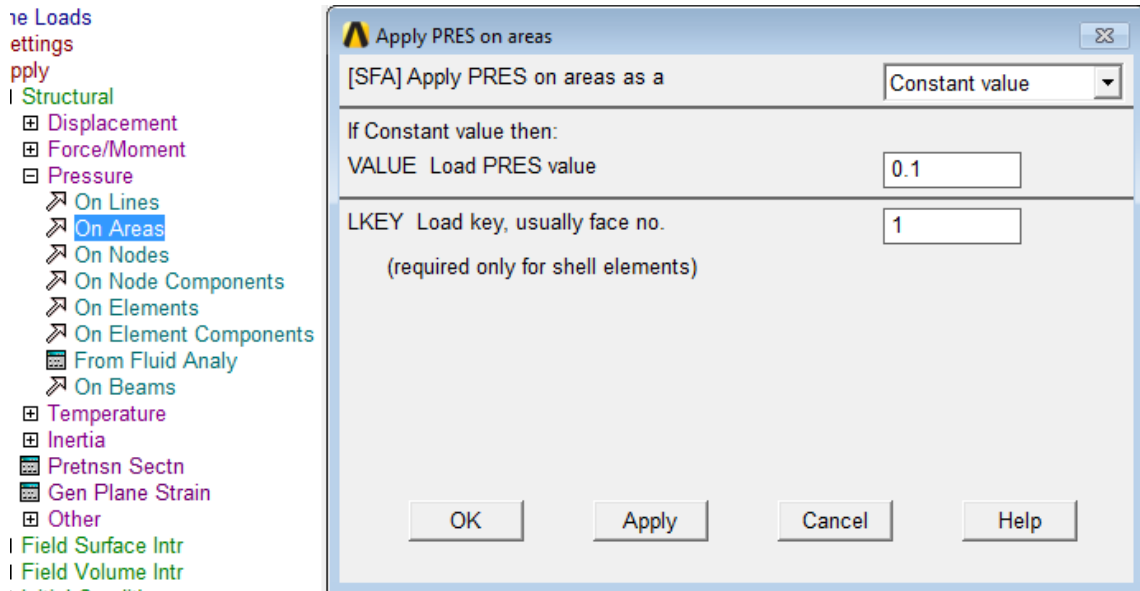 ne Loads
ettings
pply
Structural
Displacement
Force/Moment
Pressure
On Lines
On Areas
On Nodes
On Node Components
On Elements
On Element Components
From Fluid Analy
On Beams
Temperature
Inertia
Pretnsn Sectn
Gen Plane Strain
Other
Field Surface Intr
Field Volume Intr
Apply PRES on areas
[SFA] Apply PRES on areas as a Constant value
If Constant value then:
VALUE Load PRES value 0.1
LKEY Load key, usually face no. 1
(required only for shell elements)
OK Apply Cancel Help